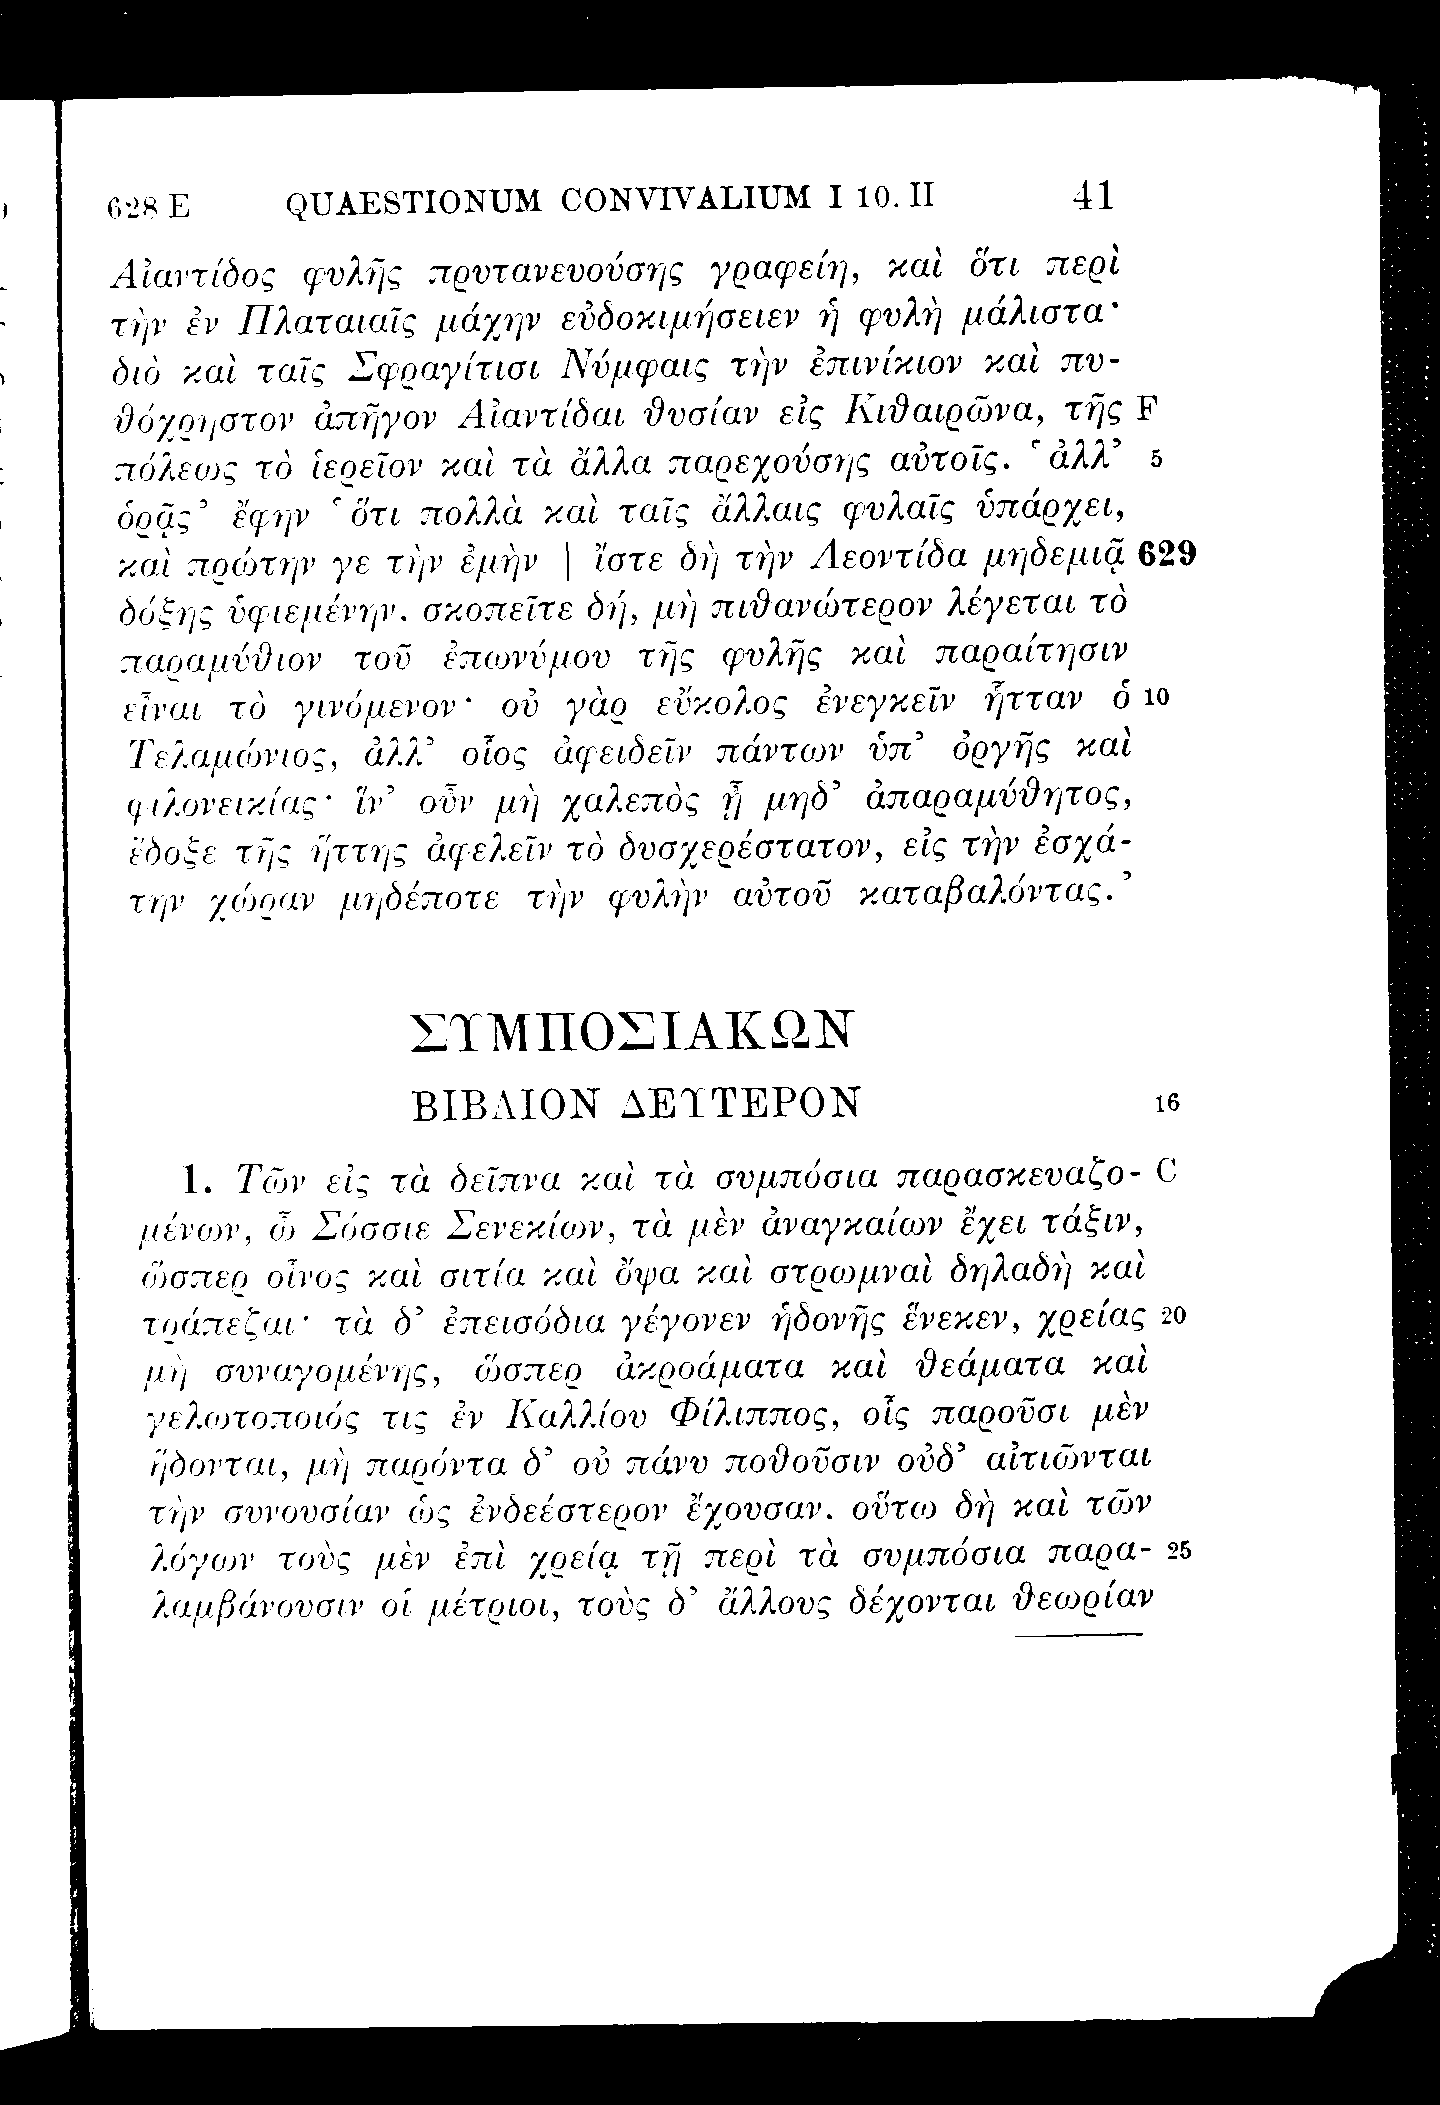 628 E QUAESTIONUM CONVIVALIUM I 10. II 41
Αἰαντίδος φυλῆς πρυτανευούσης γραφείη, καὶ ὅτι περὶ
τὴν ἐν Πλαταιαῖς μάχην εὐδοκιμήσειεν ἡ φυλὴ μάλιστα·
διὸ καὶ ταῖς Σφραγίτισι Νύμφαις τὴν ἐπινίκιον καὶ πυ-
θόχρηστον ἀπῆγον Αἰαντίδαι θυσίαν εἰς Κιθαιρῶνα, τῆς F
πόλεως τὸ ἱερεῖον καὶ τὰ ἄλλα παρεχούσης αὐτοῖς. ‘ἀλλ’ 5
ὁρᾷς’ ἔφην ‘ὅτι πολλὰ καὶ ταῖς ἄλλαις φυλαῖς ὑπάρχει,
καὶ πρώτην γε τὴν ἐμὴν | ἴστε δὴ τὴν Λεοντίδα μηδεμιᾷ 629
δόξης ὑφιεμένην. σκοπεῖτε δή, μὴ πιθανώτερον λέγεται τὸ
παραμύθιον τοῦ ἐπωνύμου τῆς φυλῆς καὶ παραίτησιν
εἶναι τὸ γινόμενον· οὐ γὰρ εὔκολος ἐνεγκεῖν ἧτταν ὁ 10
Τελαμώνιος, ἀλλ’ οἷος ἀφειδεῖν πάντων ὑπ’ ὀργῆς καὶ
φιλονεικίας· ἵν’ οὖν μὴ χαλεπὸς ᾖ μηδ’ ἀπαραμύθητος,
ἔδοξε τῆς ἥττης ἀφελεῖν τὸ δυσχερέστατον, εἰς τὴν ἐσχά-
την χώραν μηδέποτε τὴν φυλὴν αὐτοῦ καταβαλόντας.’
ΣΥΜΠΟΣΙΑΚΩΝ
ΒΙΒΛΙΟΝ ΔΕΥΤΕΡΟΝ 16
1. Τῶν εἰς τὰ δεῖπνα καὶ τὰ συμπόσια παρασκευαζο- C
μένων, ὦ Σόσσιε Σενεκίων, τὰ μὲν ἀναγκαίων ἔχει τάξιν,
ὥσπερ οἶνος καὶ σιτία καὶ ὄψα καὶ στρωμναὶ δηλαδὴ καὶ
τράπεζαι· τὰ δ’ ἐπεισόδια γέγονεν ἡδονῆς ἕνεκεν, χρείας 20
μὴ συναγομένης, ὥσπερ ἀκροάματα καὶ θεάματα καὶ
γελωτοποιός τις ἐν Καλλίου Φίλιππος, οἷς παροῦσι μὲν
ἥδονται, μὴ παρόντα δ’ οὐ πάνυ ποθοῦσιν οὐδ’ αἰτιῶνται
τὴν συνουσίαν ὡς ἐνδεέστερον ἔχουσαν. οὕτω δὴ καὶ τῶν
λόγων τοὺς μὲν ἐπὶ χρείᾳ τῇ περὶ τὰ συμπόσια παρα- 25
λαμβάνουσιν οἱ μέτριοι, τοὺς δ’ ἄλλους δέχονται θεωρίαν